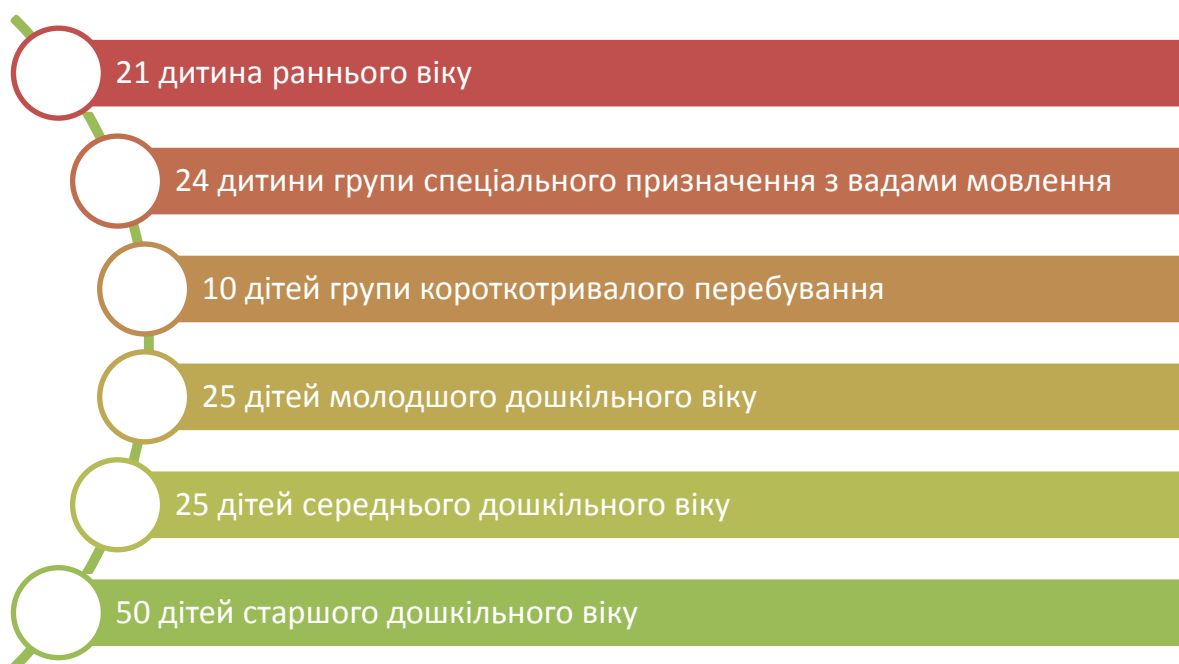 21 дитина раннього віку
24 дитини групи спеціального призначення з вадами мовлення
10 дітей групи короткотривалого перебування
25 дітей молодшого дошкільного віку
25 дітей середнього дошкільного віку
50 дітей старшого дошкільного віку